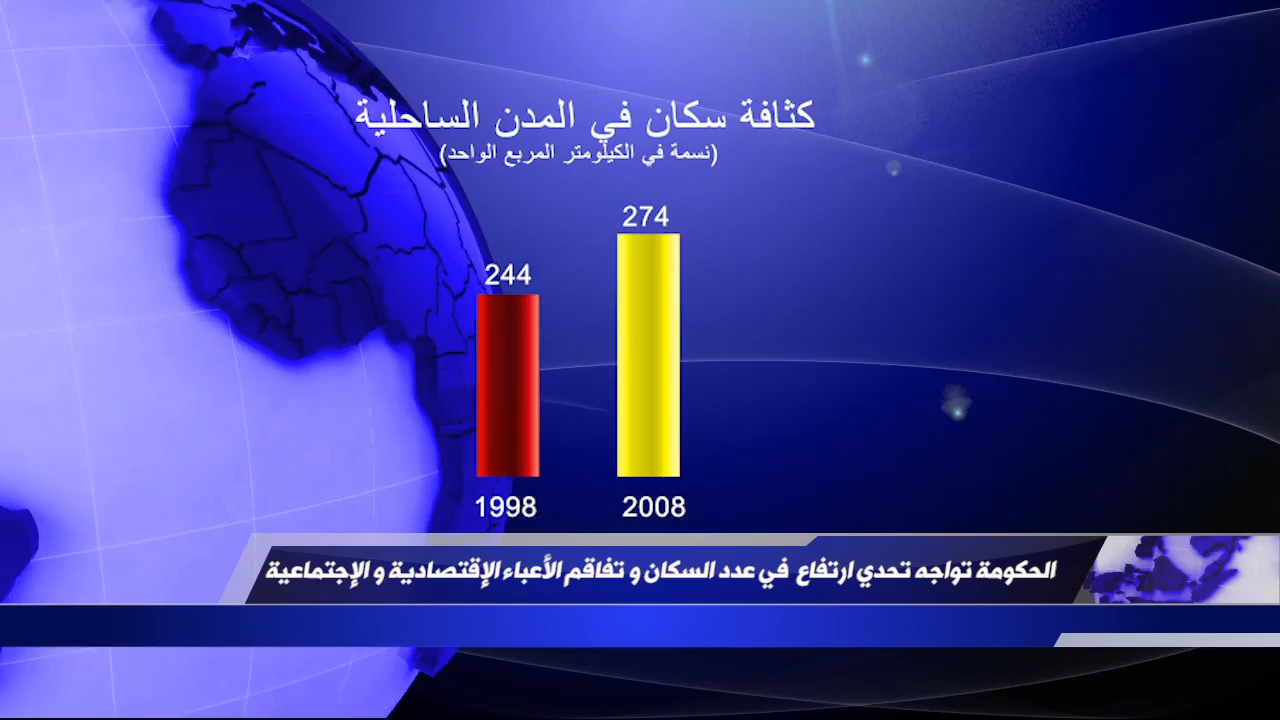 كثافة سكان في المدن الساحلية
(نسمة في الكيلومتر المربع الواحد)
274
244
1998 2008
الحكومة تواجه تحدي ارتفاع في عدد السكان و تفاقم الأعباء الإقتصادية و الإجتماعية